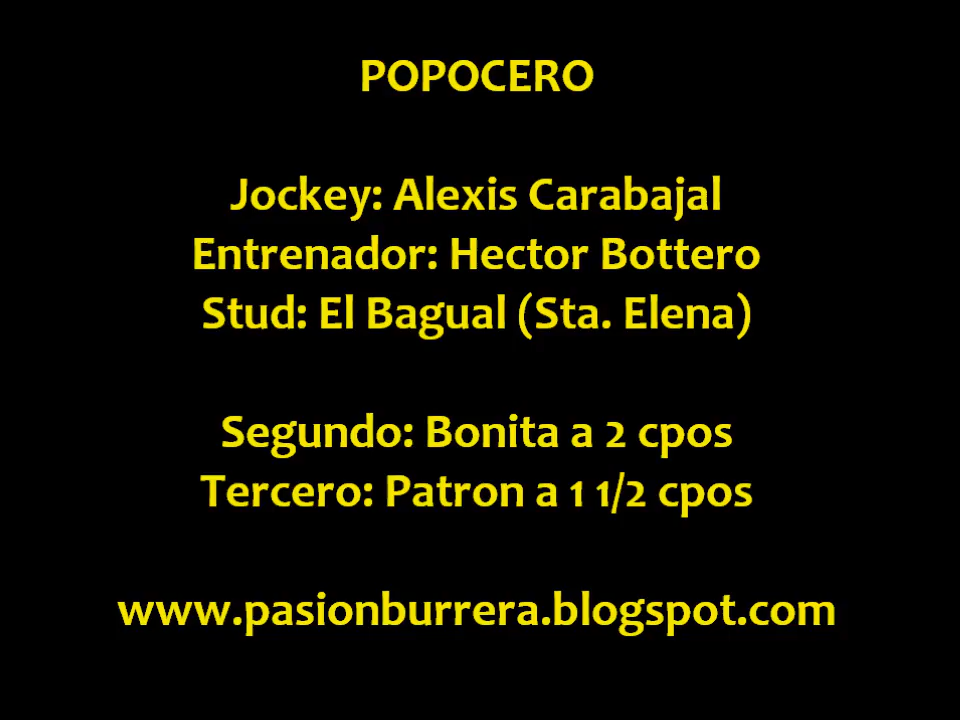 POPOCERO
Jockey: Alexis Carabajal
Entrenador: Hector Bottero
Stud: El Bagual (Sta. Elena)
Segundo: Bonita a 2 cpos
Tercero: Patron a 1 1/2 cpos
www.pasionburrera.blogspot.com